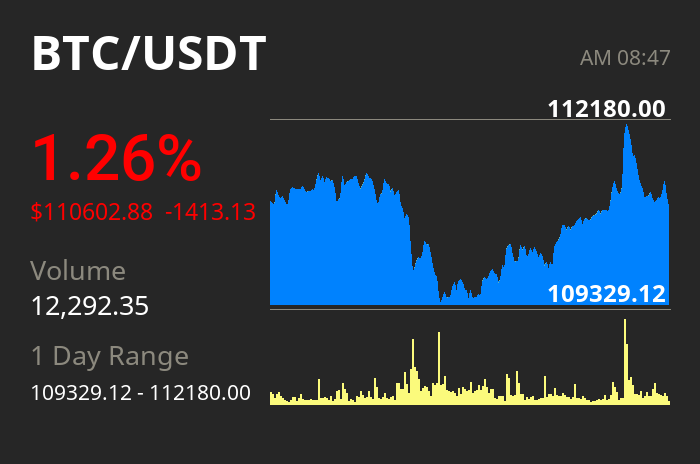 BTC/USDT
AM 08:47
112180.00
1.26%
$110602.88 -1413.13
Volume
12,292.35
109329.12
1 Day Range
109329.12 - 112180.00